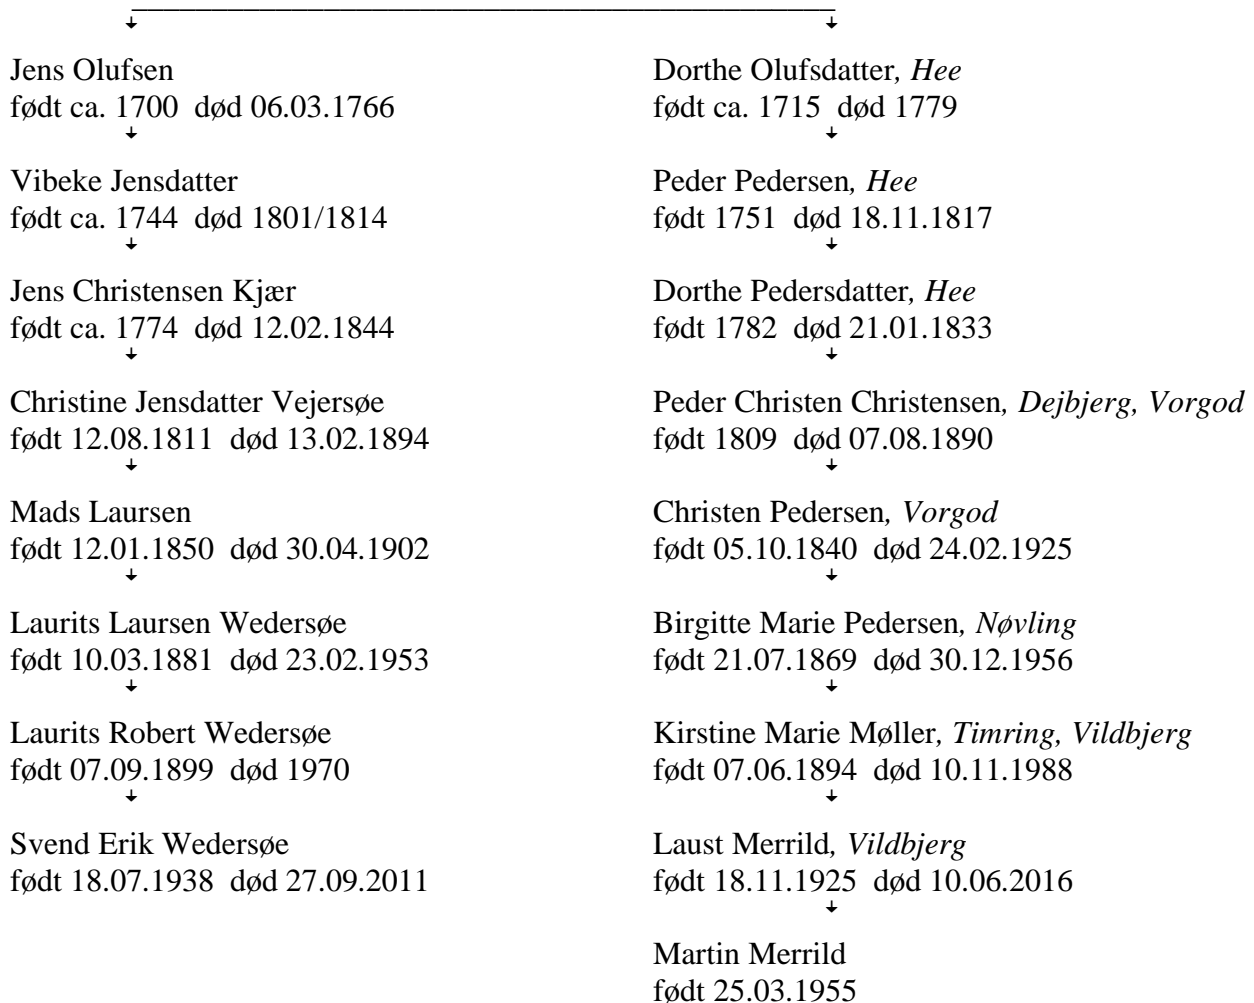 Jens Olufsen
født ca. 1700 død 06.03.1766
Vibeke Jensdatter
født ca. 1744 død 1801/1814
Jens Christensen Kjær
født ca. 1774 død 12.02.1844
Christine Jensdatter Vejersøe
født 12.08.1811 død 13.02.1894
Mads Laursen
født 12.01.1850 død 30.04.1902
Laurits Laursen Wedersøe
født 10.03.1881 død 23.02.1953
Laurits Robert Wedersøe
født 07.09.1899 død 1970
Svend Erik Wedersøe
født 18.07.1938 død 27.09.2011
Dorthe Olufsdatter, Hee
født ca. 1715 død 1779
Peder Pedersen, Hee
født 1751 død 18.11.1817
Dorthe Pedersdatter, Hee
født 1782 død 21.01.1833
Peder Christen Christensen, Dejbjerg, Vorgod
født 1809 død 07.08.1890
Christen Pedersen, Vorgod
født 05.10.1840 død 24.02.1925
Birgitte Marie Pedersen, Nøvling
født 21.07.1869 død 30.12.1956
Kirstine Marie Møller, Timring, Vildbjerg
født 07.06.1894 død 10.11.1988
Laust Merrild, Vildbjerg
født 18.11.1925 død 10.06.2016
Martin Merrild
født 25.03.1955